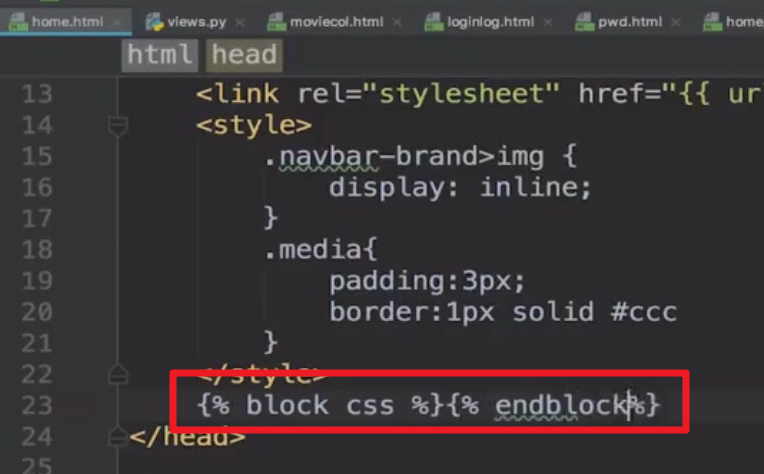 home.html views.py moviecol.html loginlog.html pwd.html home
html head
13 <link rel="stylesheet" href="{{ ur
14 <style>
15 .navbar-brand>img {
16 display: inline;
17 }
18 .media{
19 padding:3px;
20 border:1px solid #ccc
21 }
22 </style>
23 {% block css %}{% endblock%}
24 </head>
25